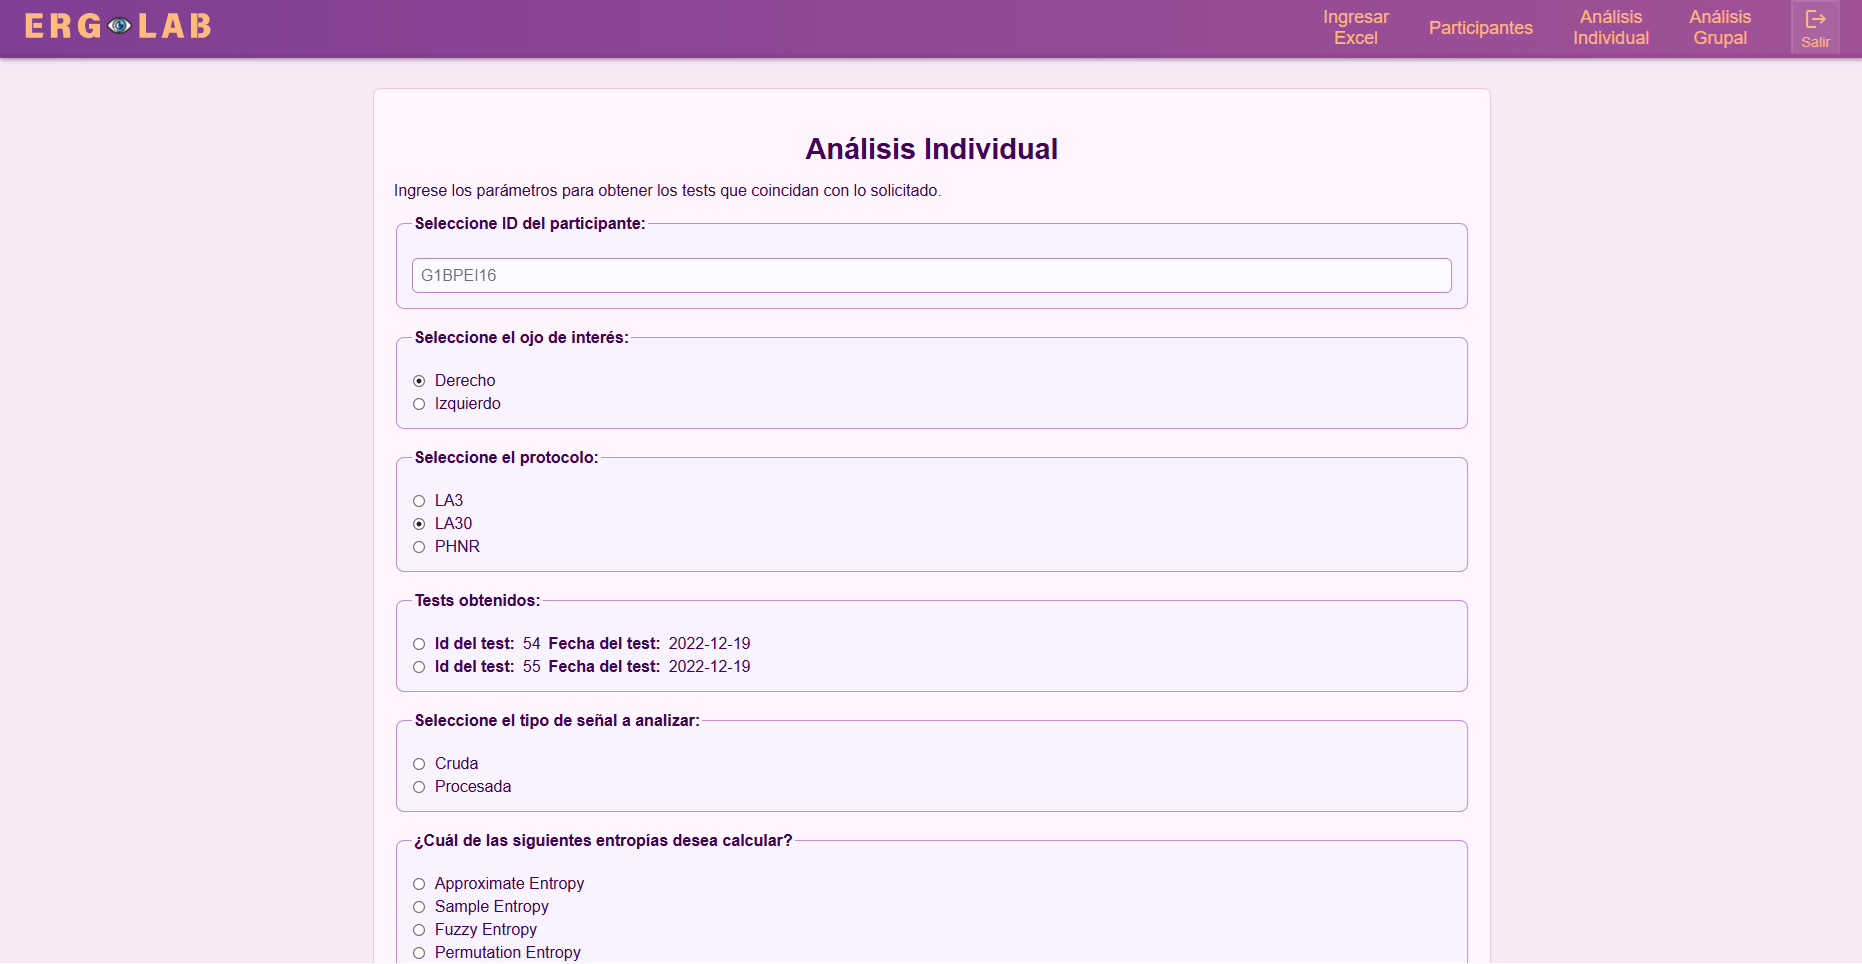 ERG LAB
Ingresar Excel
Participantes
Análisis Individual
Análisis Grupal
Salir
Análisis Individual
Ingrese los parámetros para obtener los tests que coincidan con lo solicitado.
Seleccione ID del participante:
G1BPEI16
Seleccione el ojo de interés:
Derecho
Izquierdo
Seleccione el protocolo:
LA3
LA30
PHNR
Tests obtenidos:
Id del test: 54 Fecha del test: 2022-12-19
Id del test: 55 Fecha del test: 2022-12-19
Seleccione el tipo de señal a analizar:
Cruda
Procesada
¿Cuál de las siguientes entropías desea calcular?
Approximate Entropy
Sample Entropy
Fuzzy Entropy
Permutation Entropy